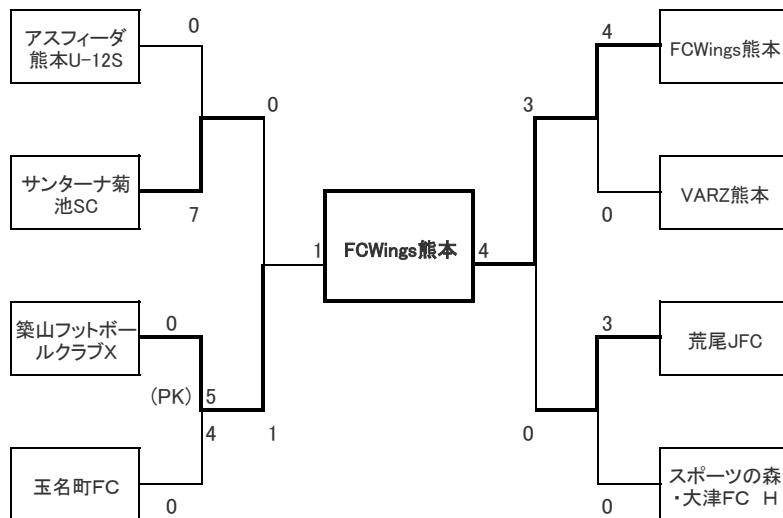 アスフィーダ
熊本U-12S
0
サンターナ菊
池SC
7
0
築山フットボー
ルクラブX
0
(PK)
5
4
1
玉名町FC
0
1
FCWings熊本
4
3
4
FCWings熊本
0
VARZ熊本
3
荒尾JFC
0
0
スポーツの森
・大津FC H